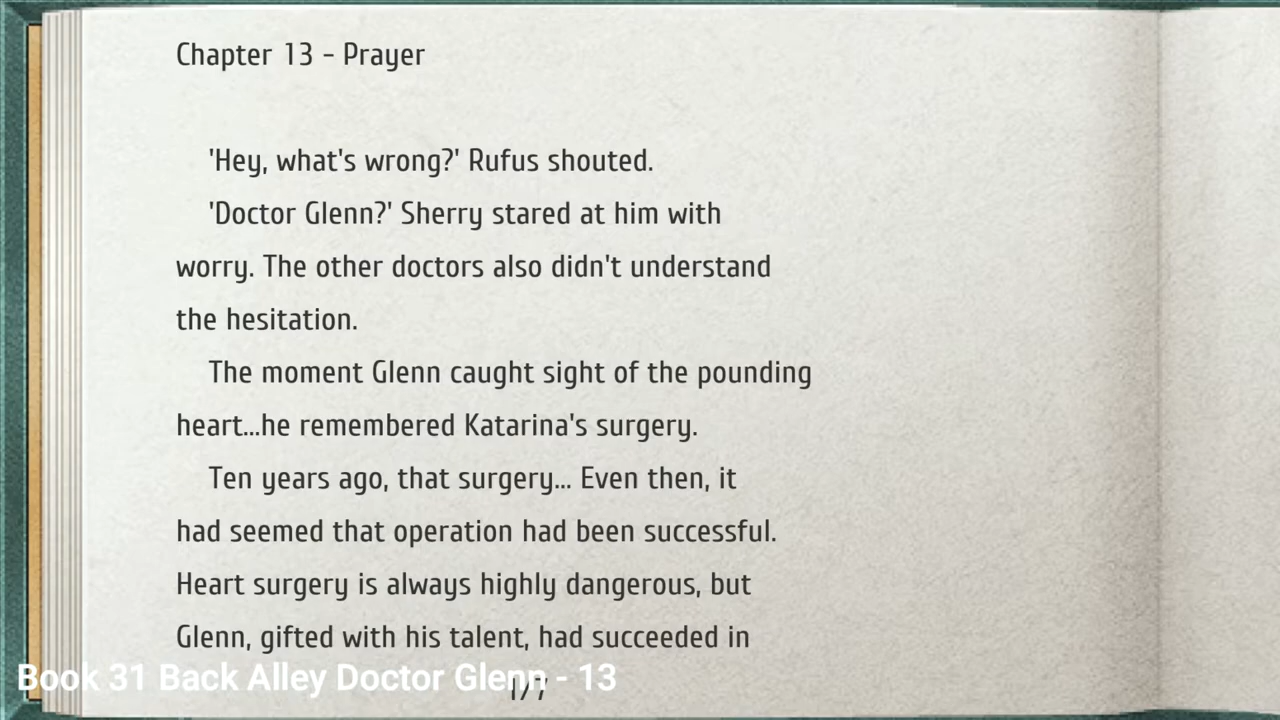 Chapter 13 - Prayer
'Hey, what's wrong?' Rufus shouted.
'Doctor Glenn?' Sherry stared at him with
worry. The other doctors also didn't understand
the hesitation.
The moment Glenn caught sight of the pounding
heart...he remembered Katarina's surgery.
Ten years ago, that surgery... Even then, it
had seemed that operation had been successful.
Heart surgery is always highly dangerous, but
Glenn, gifted with his talent, had succeeded in
Book 31 Back Alley Doctor Glenn - 13
1/7